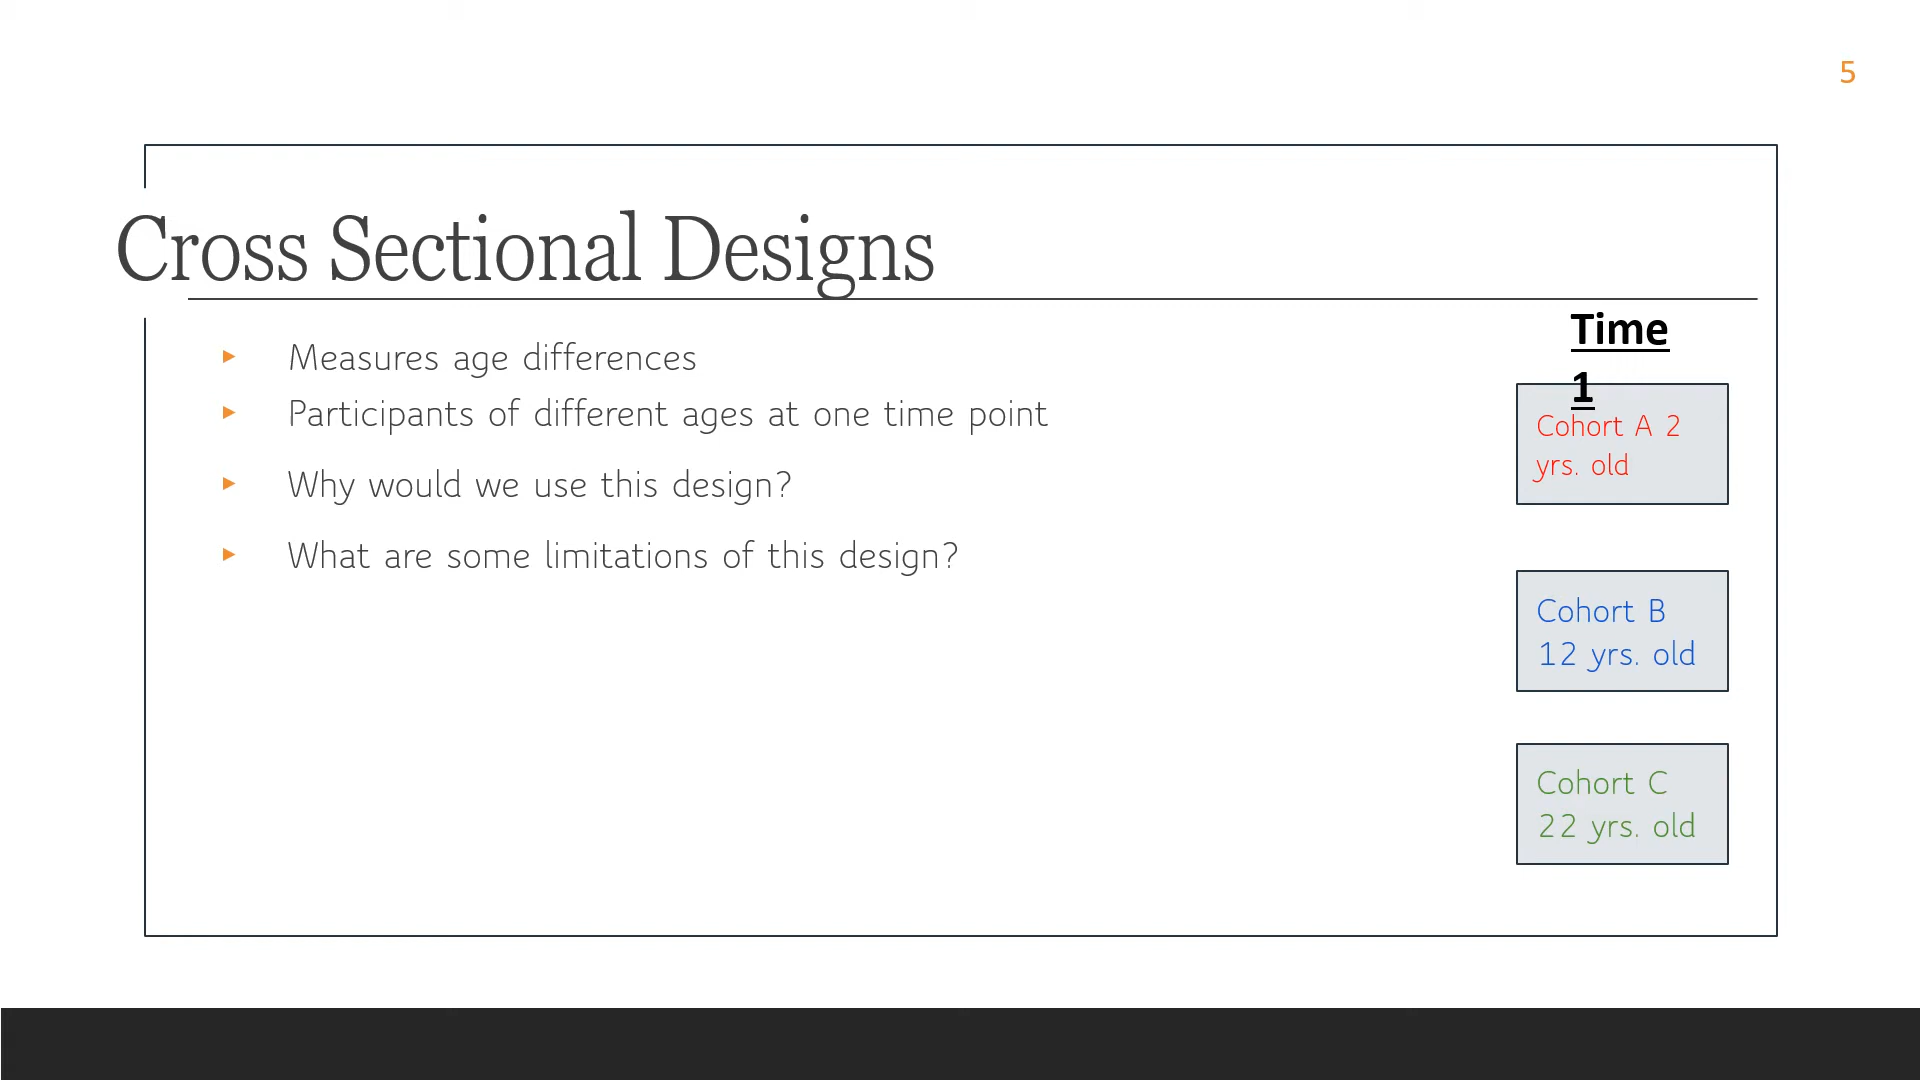 5
Cross Sectional Designs
▸ Measures age differences
▸ Participants of different ages at one time point
▸ Why would we use this design?
▸ What are some limitations of this design?
Time
1
Cohort A 2
yrs. old
Cohort B
12 yrs. old
Cohort C
22 yrs. old